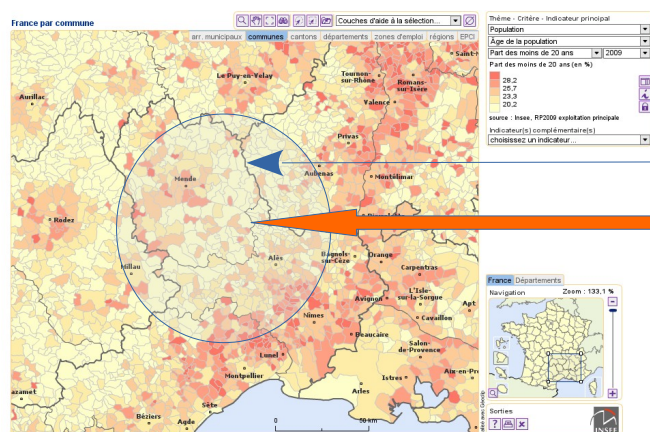 France par commune
Couches d'aide à la sélection...
arr. municipaux communes cantons départements zones d'emploi régions EPCI
Thème - Critère - Indicateur principal
Population
Âge de la population
Part des moins de 20 ans 2009
Part des moins de 20 ans (en %)
29,2
25,7
23,3
20,2
source : Insee, RP2009 exploitation principale
Indicateur(s) complémentaire(s)
choisissez un indicateur...
Le Puy-en-Velay
Tournon-
sur-Rhône
Romans-
sur-Isère
Aurillac
Valence
Privas
Aubenas
Mende
Montélimar
Rodez
Bagnols-
sur-Cèze
Orange
Alès
Millau
Carpentras
L'Isle-
sur-la-Sorgue
Avignon
Apt
Cavaillon
Nîmes
Beaucaire
Salon-
de-Provence
Lunel
Montpellier
Istres
Aix-en-Pr
Arles
Sète
Béziers
Agde
0 50 km
France Départements
Navigation Zoom : 133,1 %
Sorties
INSEE